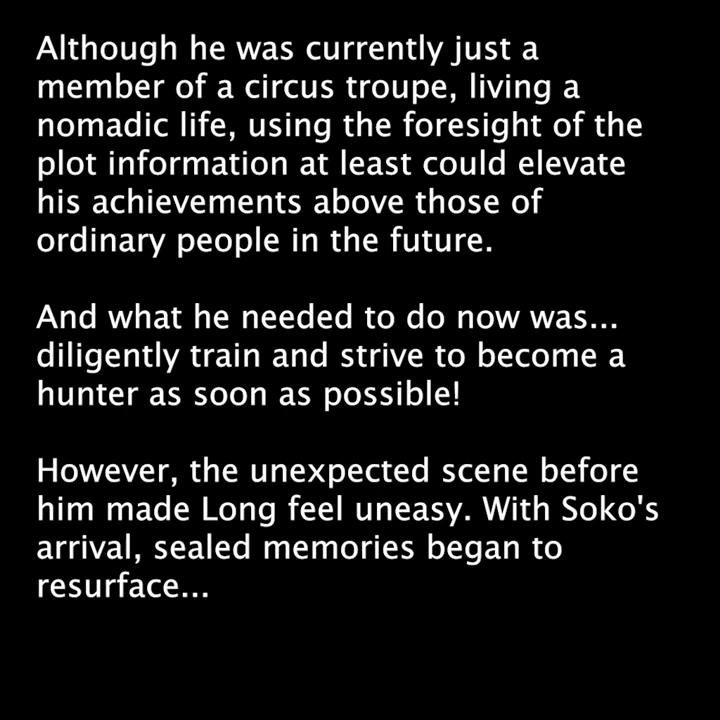 Although he was currently just a
member of a circus troupe, living a
nomadic life, using the foresight of the
plot information at least could elevate
his achievements above those of
ordinary people in the future.
And what he needed to do now was...
diligently train and strive to become a
hunter as soon as possible!
However, the unexpected scene before
him made Long feel uneasy. With Soko's
arrival, sealed memories began to
resurface...